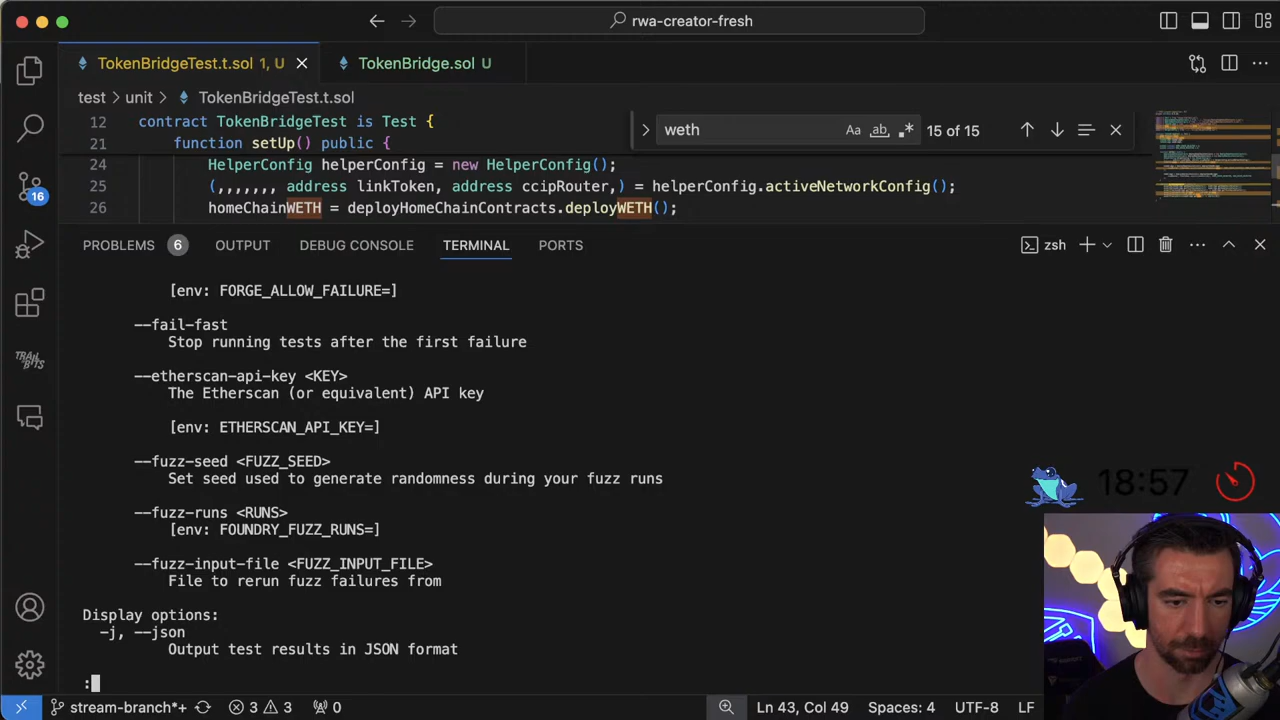 rwa-creator-fresh
TokenBridgeTest.t.sol 1, U
TokenBridge.sol U
test > unit > TokenBridgeTest.t.sol
12 contract TokenBridgeTest is Test {
21 function setUp() public {
24 HelperConfig helperConfig = new HelperConfig();
25 (,,,,,,, address linkToken, address ccipRouter,) = helperConfig.activeNetworkConfig();
26 homeChainWETH = deployHomeChainContracts.deployWETH();
weth Aa ab 15 of 15
PROBLEMS 6 OUTPUT DEBUG CONSOLE TERMINAL PORTS zsh
[env: FORGE_ALLOW_FAILURE=]
--fail-fast
Stop running tests after the first failure
--etherscan-api-key <KEY>
The Etherscan (or equivalent) API key
[env: ETHERSCAN_API_KEY=]
--fuzz-seed <FUZZ_SEED>
Set seed used to generate randomness during your fuzz runs
--fuzz-runs <RUNS>
[env: FOUNDRY_FUZZ_RUNS=]
--fuzz-input-file <FUZZ_INPUT_FILE>
File to rerun fuzz failures from
Display options:
-j, --json
Output test results in JSON format
:
16
TRAIL OF BITS
18:57
stream-branch*+ 3 3 0 Ln 43, Col 49 Spaces: 4 UTF-8 LF